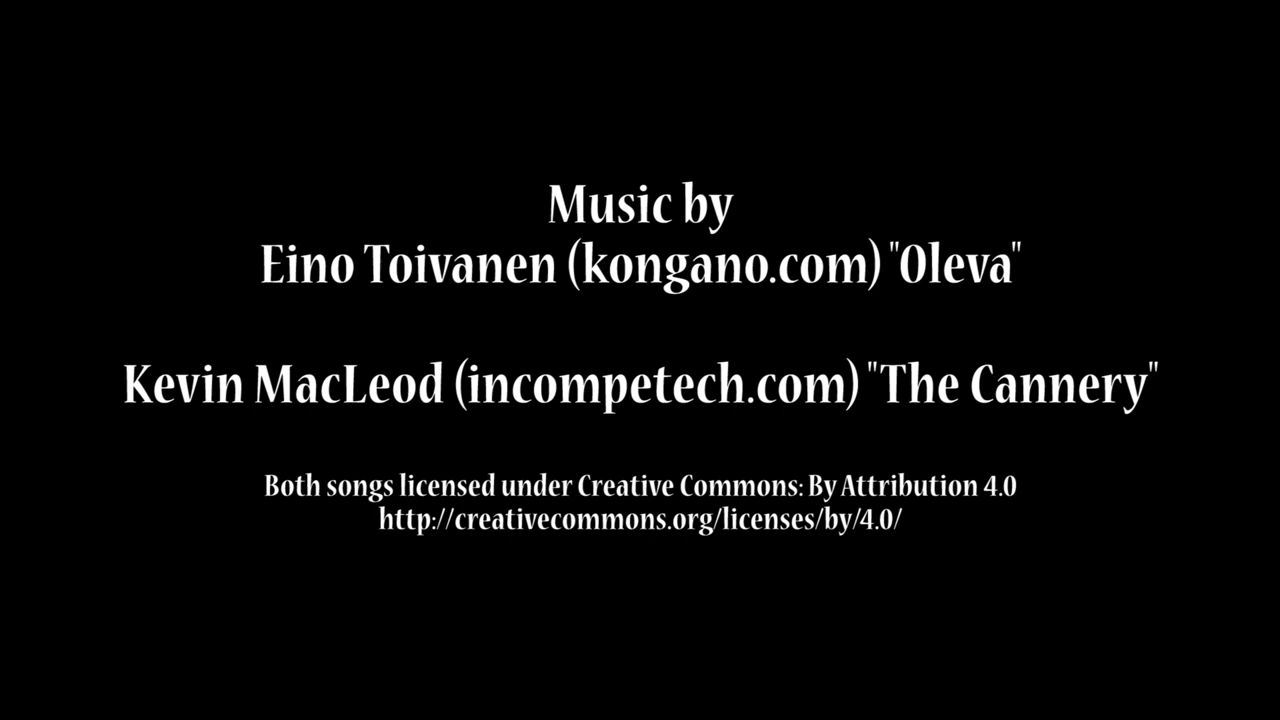 Music by
Eino Toivanen (kongano.com) "Oleva"
Kevin MacLeod (incompetech.com) "The Cannery"
Both songs licensed under Creative Commons: By Attribution 4.0
http://creativecommons.org/licenses/by/4.0/